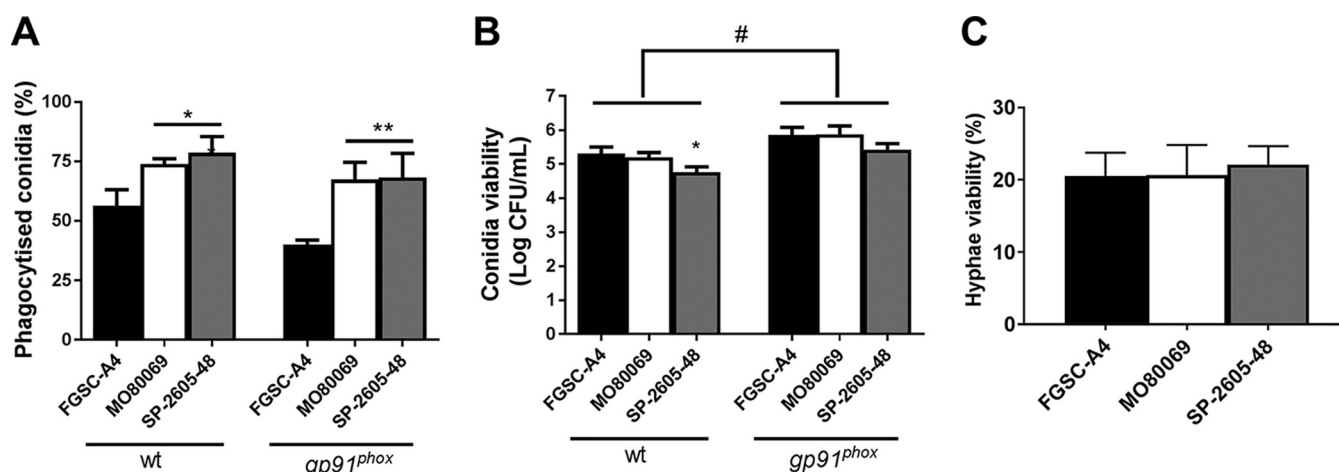 A
Phagocytised conidia (%)
100
75
50
25
0
*
**
FGSC-A4
MO80069
SP-2605-48
FGSC-A4
MO80069
SP-2605-48
wt
gp91phox
B
Conidia viability
(Log CFU/mL)
7
6
5
4
3
2
1
0
#
*
FGSC-A4
MO80069
SP-2605-48
FGSC-A4
MO80069
SP-2605-48
wt
gp91phox
C
Hyphae viability (%)
30
20
10
0
FGSC-A4
MO80069
SP-2605-48